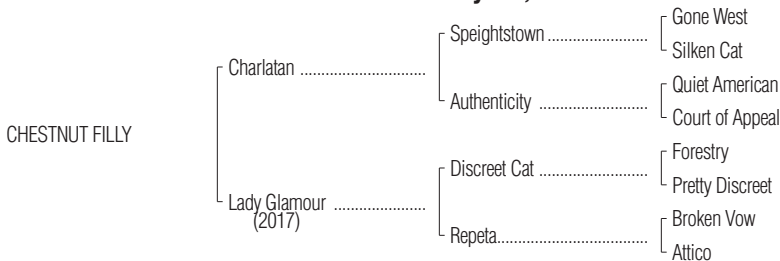 Gone West
Speightstown
Silken Cat
Charlatan
Quiet American
Authenticity
Court of Appeal
CHESTNUT FILLY
Forestry
Discreet Cat
Pretty Discreet
Lady Glamour
(2017)
Broken Vow
Repeta
Attico